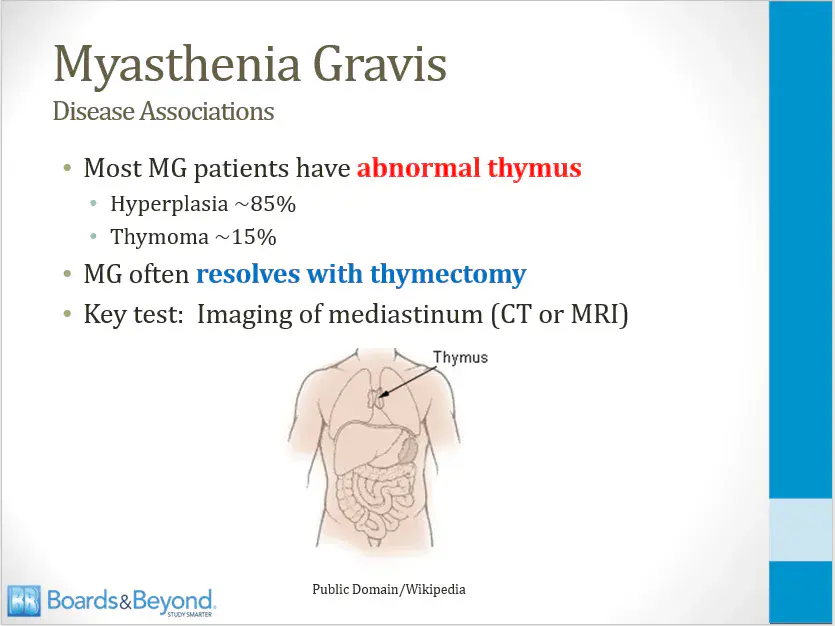 Myasthenia Gravis
Disease Associations
• Most MG patients have abnormal thymus
• Hyperplasia ~85%
• Thymoma ~15%
• MG often resolves with thymectomy
• Key test: Imaging of mediastinum (CT or MRI)
Thymus
Public Domain/Wikipedia
BB Boards&Beyond.
STUDY SMARTER